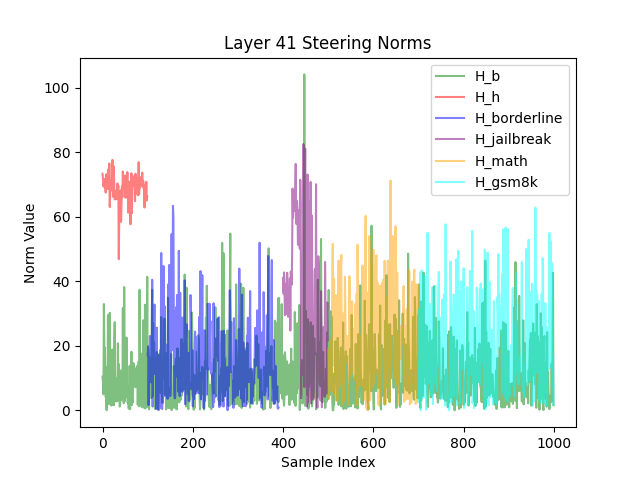 Layer 41 Steering Norms
Norm Value
100
80
60
40
20
0
H_b
H_h
H_borderline
H_jailbreak
H_math
H_gsm8k
0 200 400 600 800 1000
Sample Index